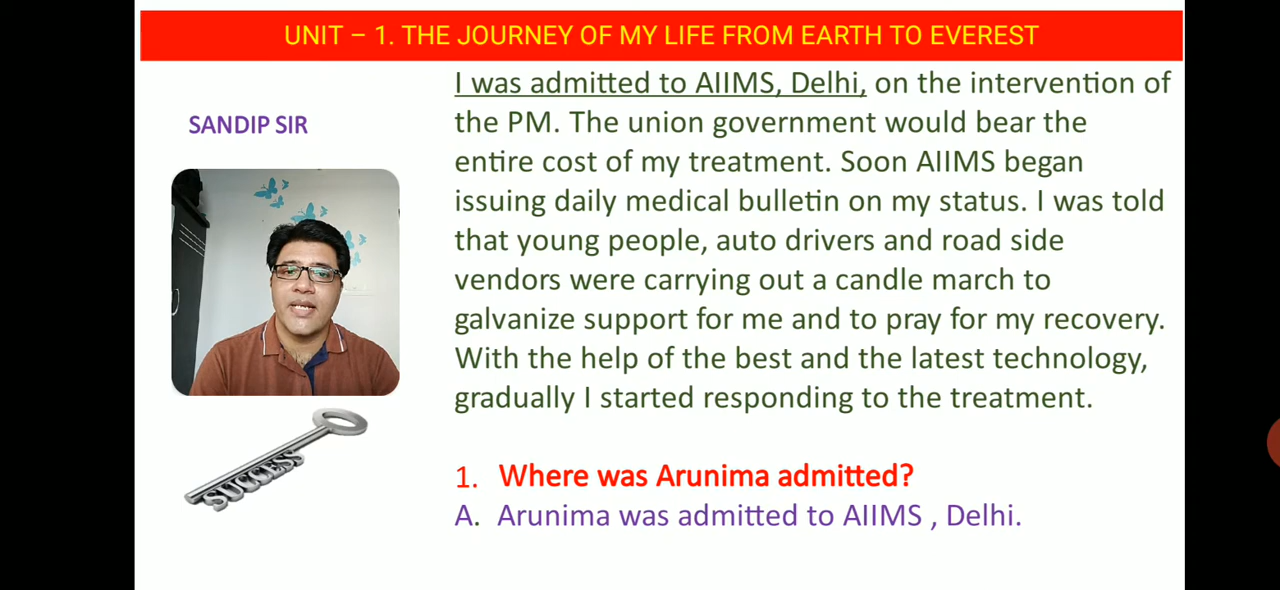 UNIT – 1. THE JOURNEY OF MY LIFE FROM EARTH TO EVEREST
SANDIP SIR
SUCCESS
I was admitted to AIIMS, Delhi, on the intervention of
the PM. The union government would bear the
entire cost of my treatment. Soon AIIMS began
issuing daily medical bulletin on my status. I was told
that young people, auto drivers and road side
vendors were carrying out a candle march to
galvanize support for me and to pray for my recovery.
With the help of the best and the latest technology,
gradually I started responding to the treatment.
1. Where was Arunima admitted?
A. Arunima was admitted to AIIMS , Delhi.